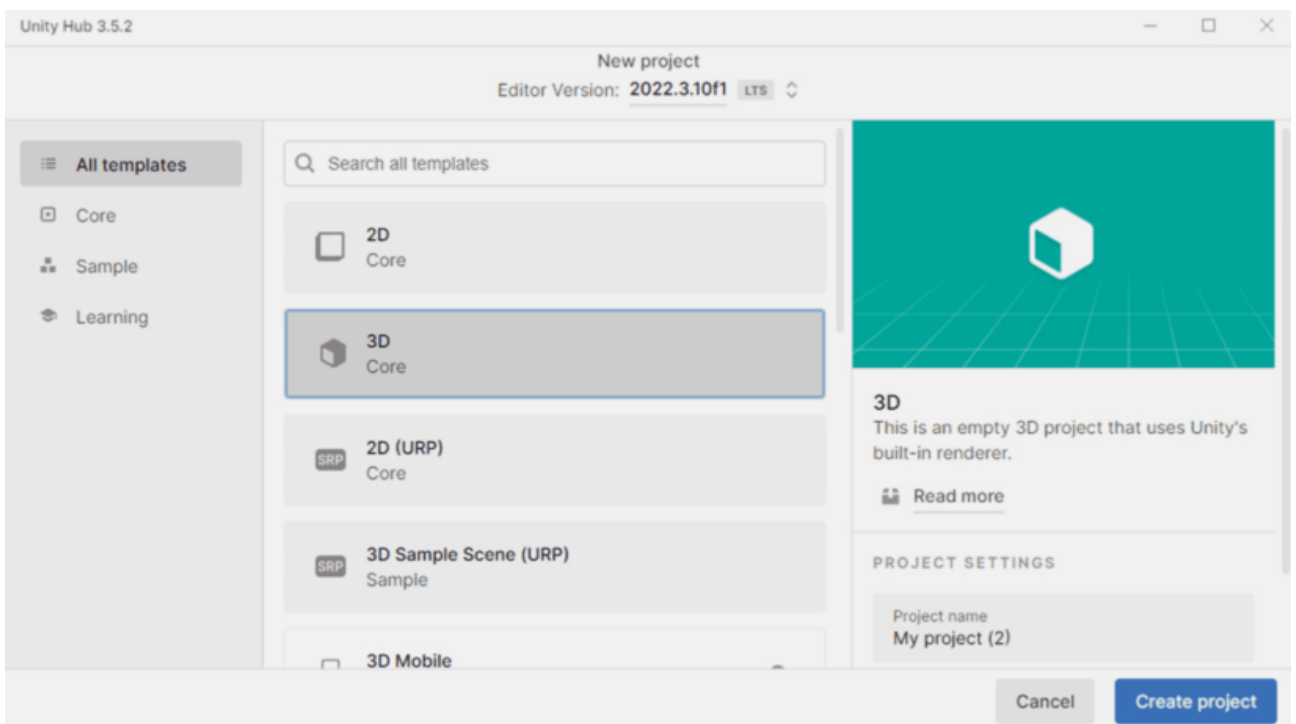 Unity Hub 3.5.2
New project
Editor Version: 2022.3.10f1 LTS
All templates
Core
Sample
Learning
Search all templates
2D
Core
3D
Core
2D (URP)
Core
3D Sample Scene (URP)
Sample
3D Mobile
SRP
SRP
3D
This is an empty 3D project that uses Unity's
built-in renderer.
Read more
PROJECT SETTINGS
Project name
My project (2)
Cancel
Create project